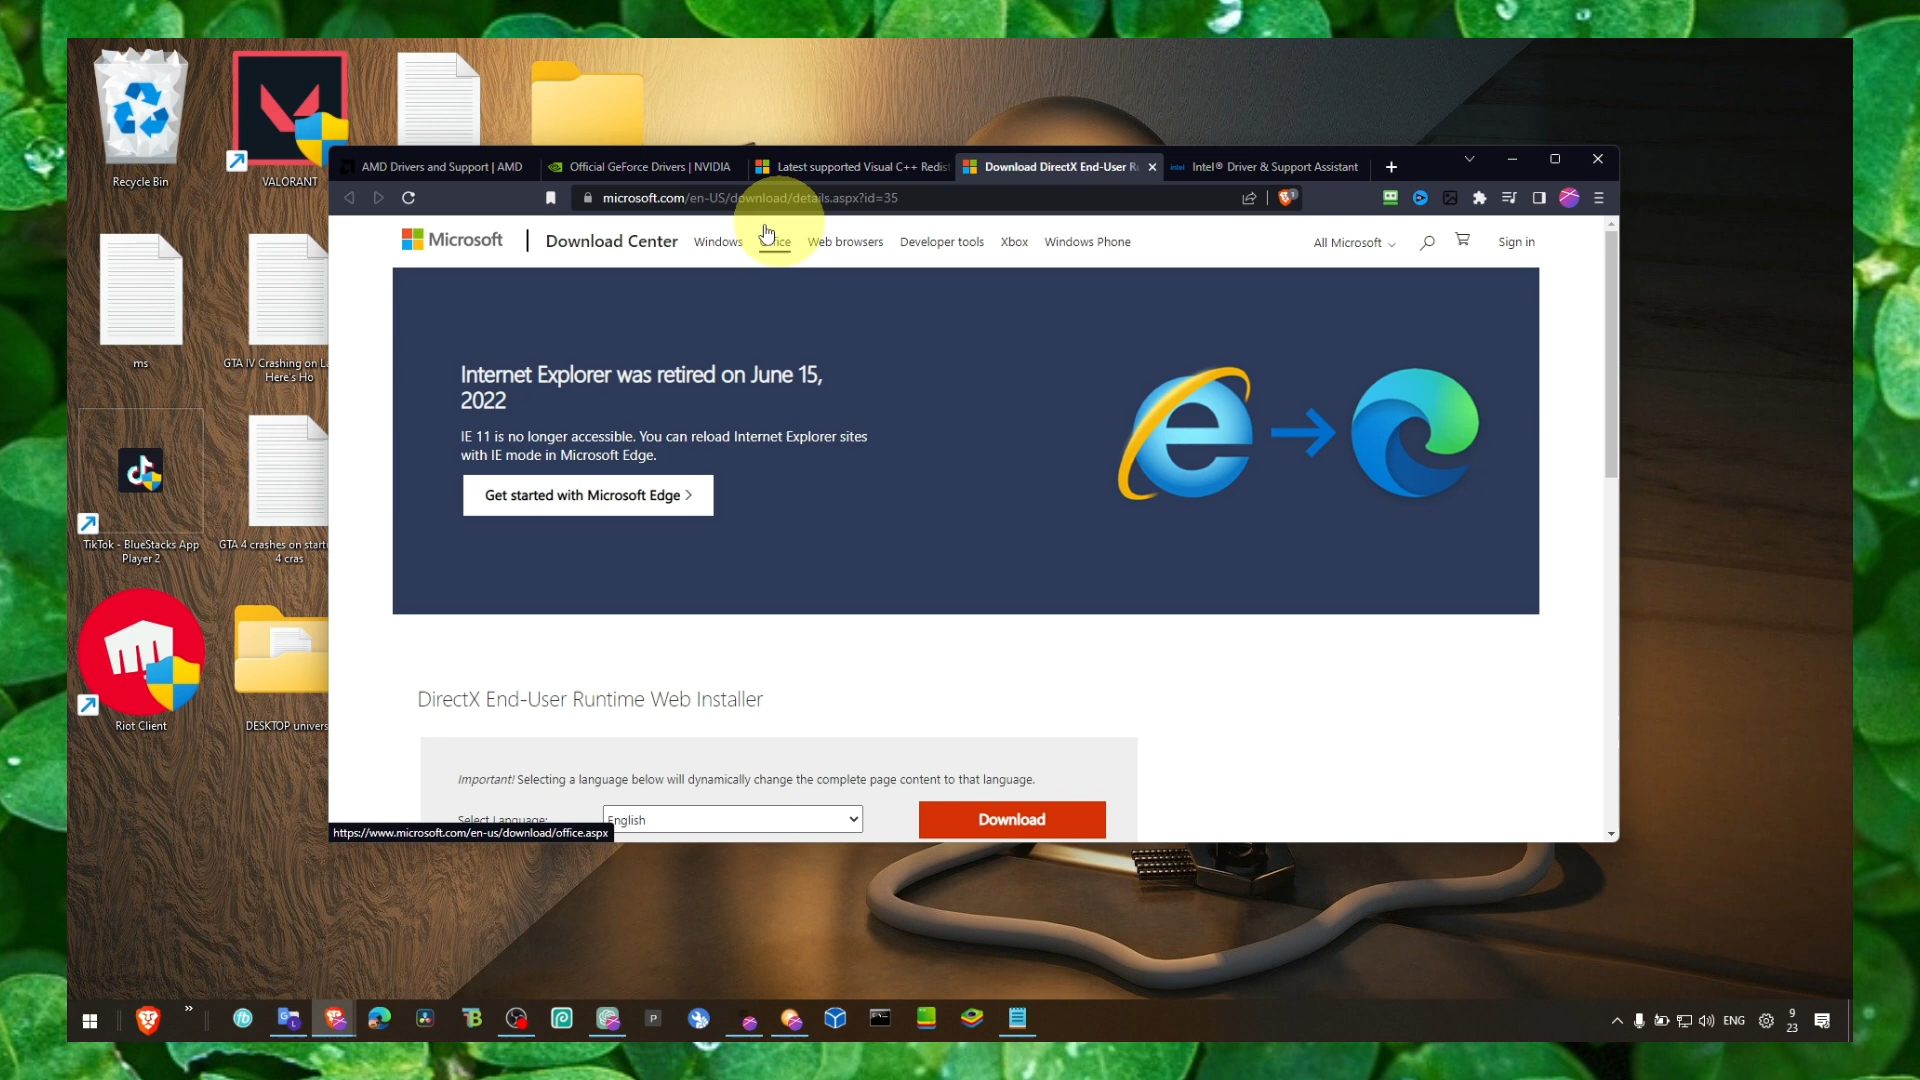 Recycle Bin
VALORANT
ms
GTA IV Crashing on L
Here's Ho
TikTok - BlueStacks App
Player 2
GTA 4 crashes on start
4 cras
Riot Client
DESKTOP univers
AMD Drivers and Support | AMD
Official GeForce Drivers | NVIDIA
Latest supported Visual C++ Redist
Download DirectX End-User R
intel
Intel® Driver & Support Assistant
microsoft.com/en-US/download/details.aspx?id=35
1
Microsoft
Download Center
Windows
Office
Web browsers
Developer tools
Xbox
Windows Phone
All Microsoft
Sign in
Internet Explorer was retired on June 15,
2022
IE 11 is no longer accessible. You can reload Internet Explorer sites
with IE mode in Microsoft Edge.
Get started with Microsoft Edge >
DirectX End-User Runtime Web Installer
Important! Selecting a language below will dynamically change the complete page content to that language.
Select Language:
English
Download
https://www.microsoft.com/en-us/download/office.aspx
ENG
9
23